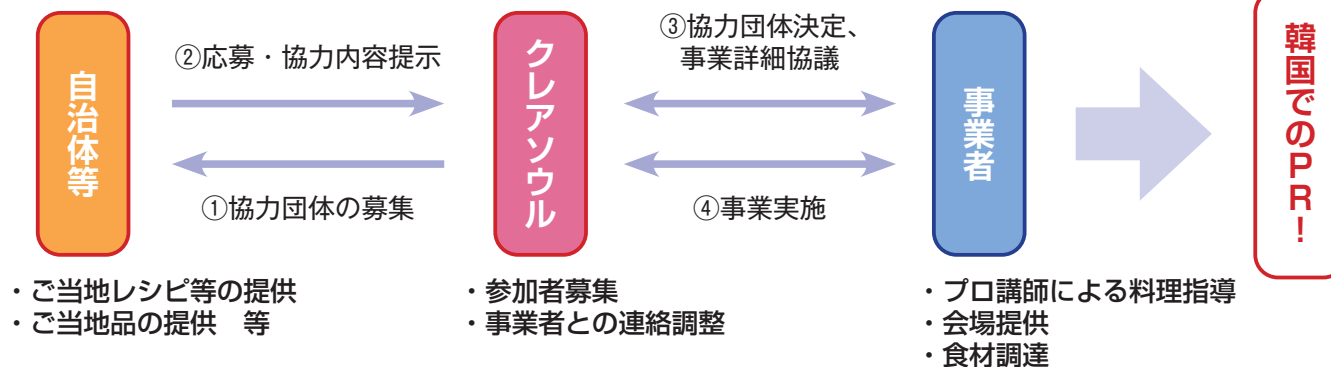 自治体等
②応募・協力内容提示
①協力団体の募集
クレアソウル
③協力団体決定、
事業詳細協議
④事業実施
事業者
韓国でのPR!
・ご当地レシピ等の提供
・ご当地品の提供　等
・参加者募集
・事業者との連絡調整
・プロ講師による料理指導
・会場提供
・食材調達